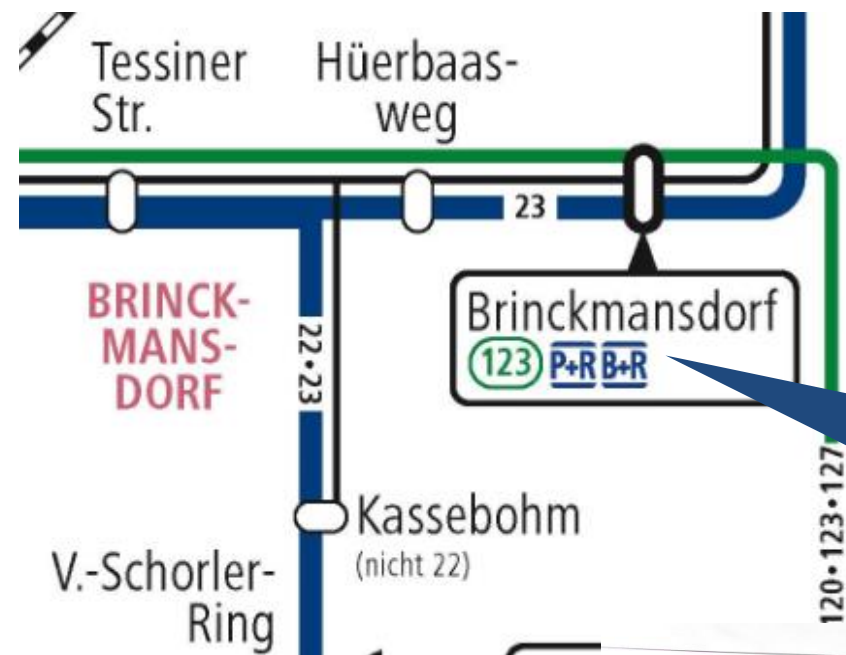 Tessiner
Str.
Hüerbaas-
weg
23
BRINCK-
MANS-
DORF
22•23
Brinckmansdorf
123 P+R B+R
Kassebohm
(nicht 22)
V.-Schorler-
Ring
120•123•127